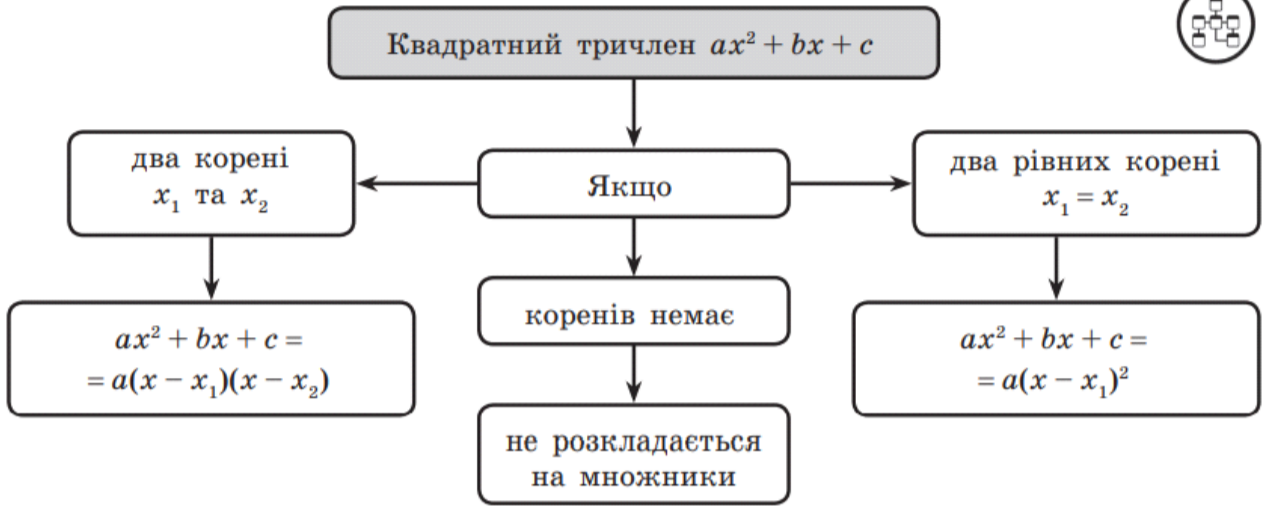 Квадратний тричлен ax² + bx + c
два корені
x₁ та x₂
Якщо
два рівних корені
x₁ = x₂
ax² + bx + c =
= a(x − x₁)(x − x₂)
коренів немає
ax² + bx + c =
= a(x − x₁)²
не розкладається
на множники